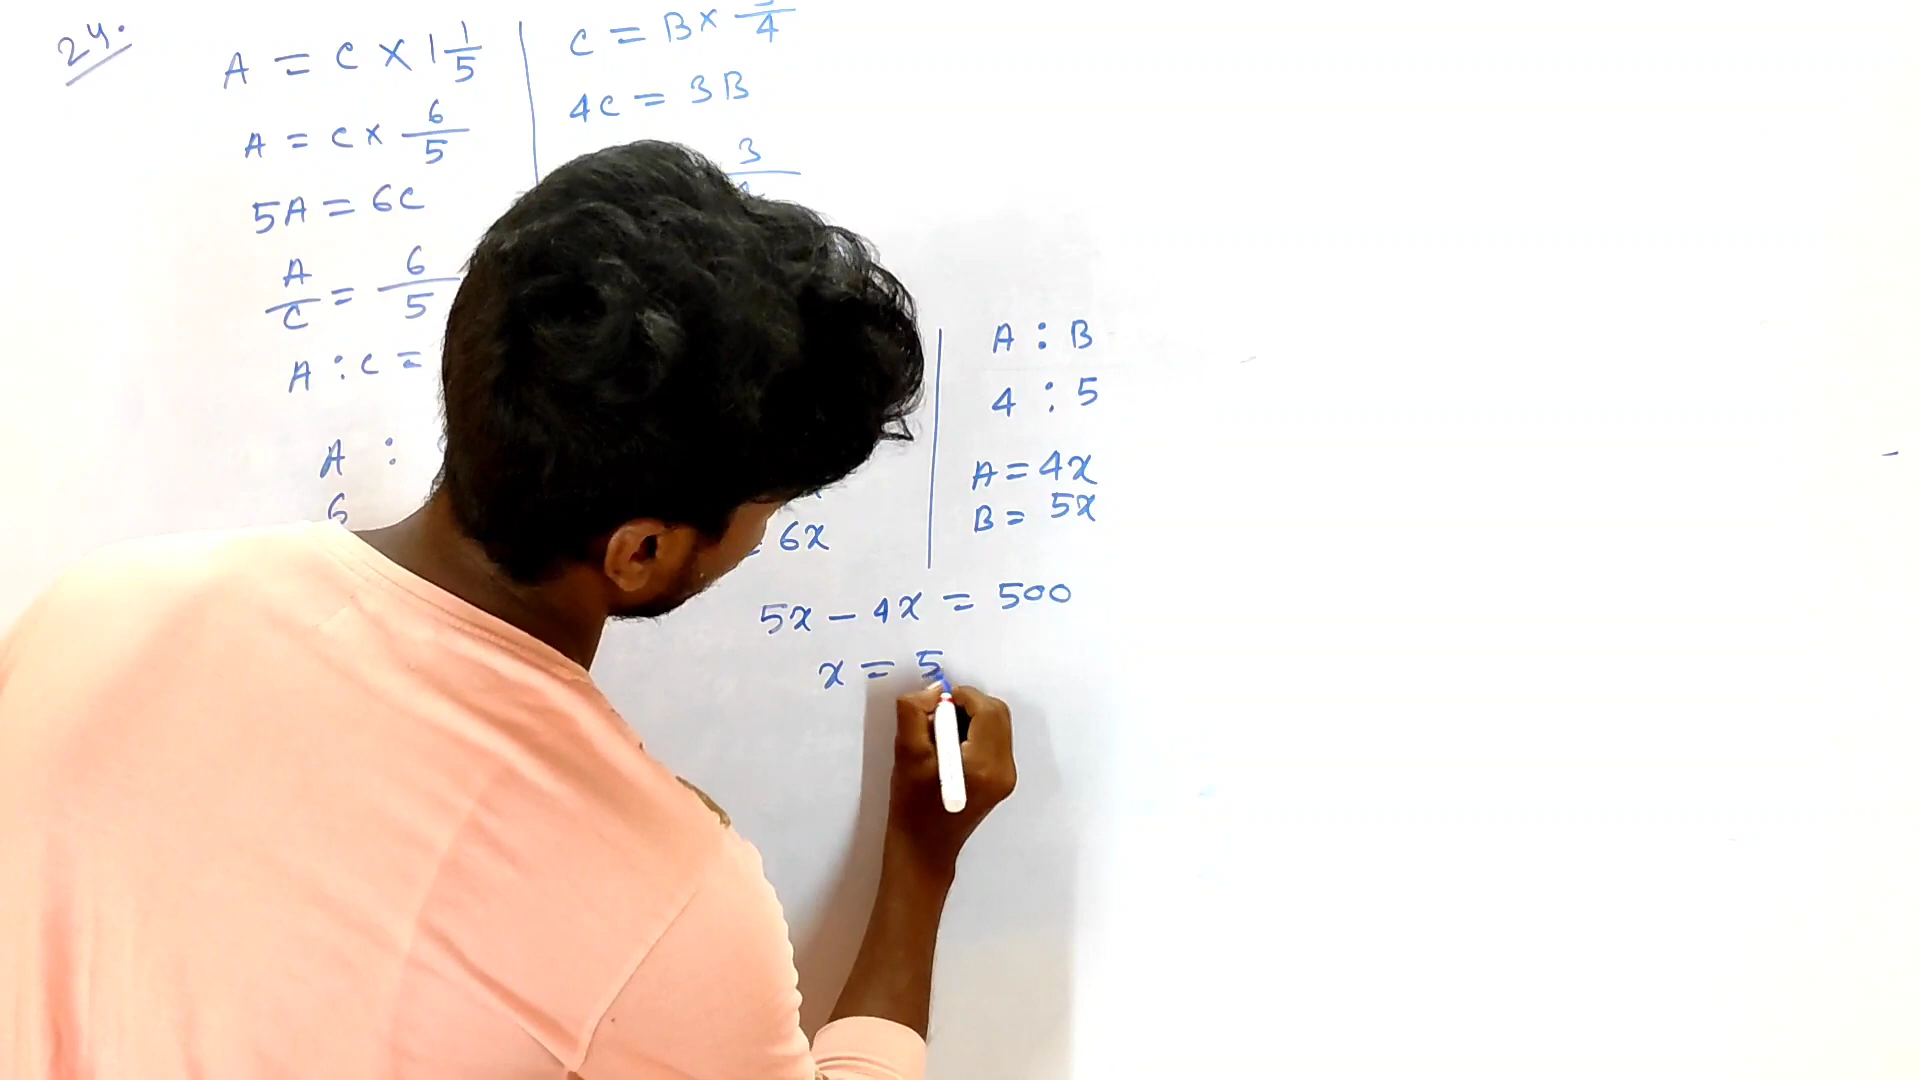 24.
A = C × 1 1/5
A = C × 6/5
5A = 6C
A/C = 6/5
A : C =
A :
6
C = B × 3/4
4C = 3B
3
= 6x
A : B
4 : 5
A = 4x
B = 5x
5x - 4x = 500
x = 5